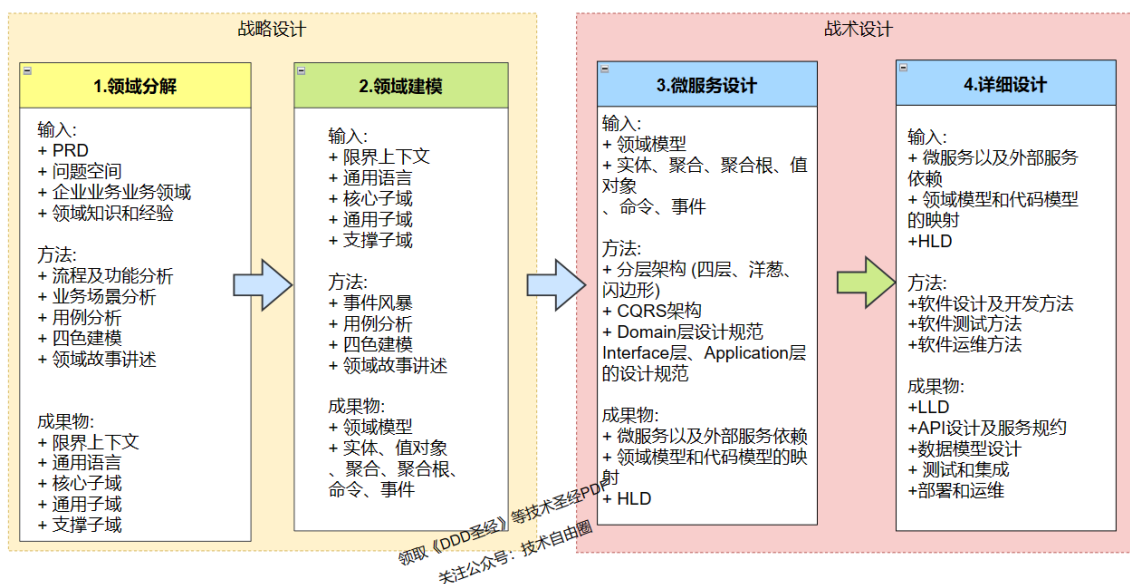 战略设计
1.领域分解
输入:
+ PRD
+ 问题空间
+ 企业业务业务领域
+ 领域知识和经验
方法:
+ 流程及功能分析
+ 业务场景分析
+ 用例分析
+ 四色建模
+ 领域故事讲述
成果物:
+ 限界上下文
+ 通用语言
+ 核心子域
+ 通用子域
+ 支撑子域
2.领域建模
输入:
+ 限界上下文
+ 通用语言
+ 核心子域
+ 通用子域
+ 支撑子域
方法:
+ 事件风暴
+ 用例分析
+ 四色建模
+ 领域故事讲述
成果物:
+ 领域模型
+ 实体、值对象
、聚合、聚合根、
命令、事件
战术设计
3.微服务设计
输入:
+ 领域模型
+ 实体、聚合、聚合根、值
对象
、命令、事件
方法:
+ 分层架构 (四层、洋葱、
闪边形)
+ CQRS架构
+ Domain层设计规范
Interface层、Application层
的设计规范
成果物:
+ 微服务以及外部服务依赖
+ 领域模型和代码模型的映
射
+ HLD
4.详细设计
输入:
+ 微服务以及外部服务
依赖
+ 领域模型和代码模型
的映射
+HLD
方法:
+软件设计及开发方法
+软件测试方法
+软件运维方法
成果物:
+LLD
+API设计及服务规约
+数据模型设计
+ 测试和集成
+部署和运维
领取《DDD圣经》等技术圣经PDF
关注公众号：技术自由圈